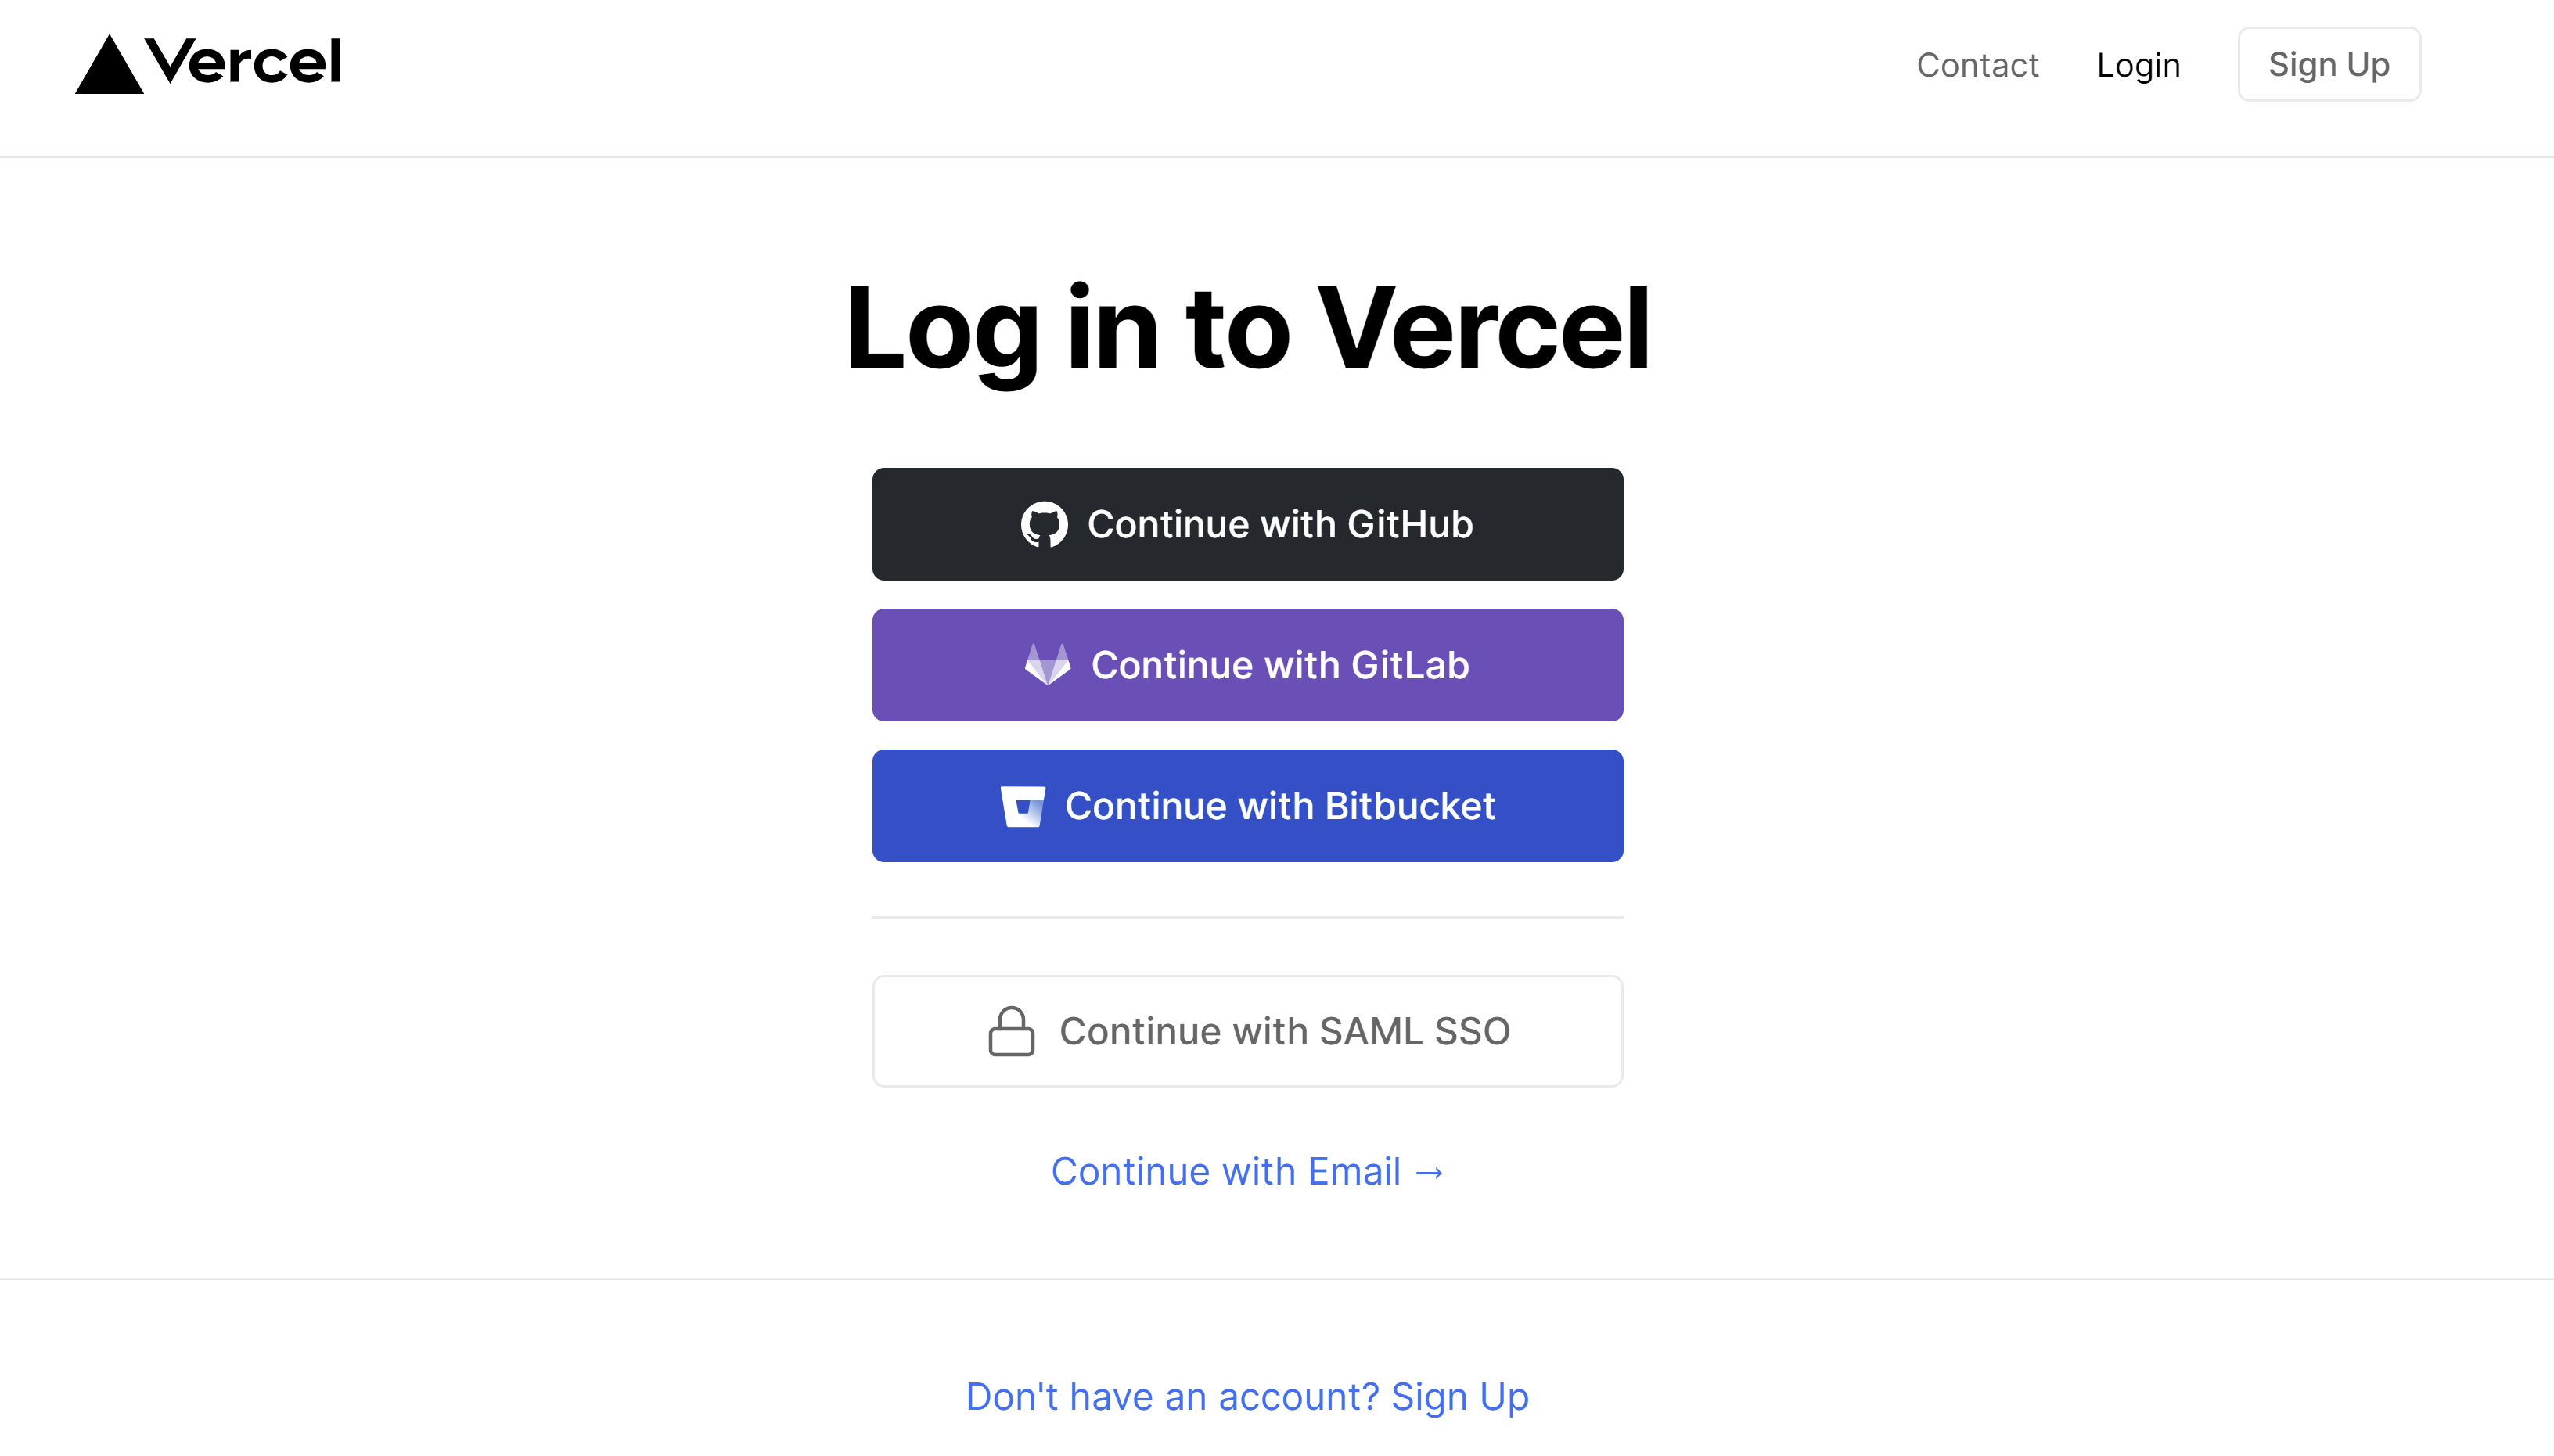 Vercel
Contact
Login
Sign Up
Log in to Vercel
Continue with GitHub
Continue with GitLab
Continue with Bitbucket
Continue with SAML SSO
Continue with Email →
Don't have an account? Sign Up